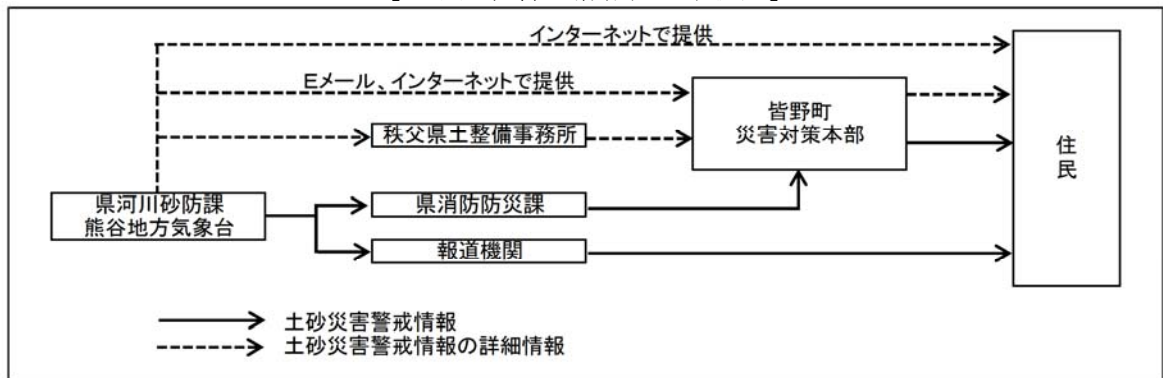 インターネットで提供
Eメール、インターネットで提供
皆野町
災害対策本部
住民
秩父県土整備事務所
県河川砂防課
熊谷地方気象台
県消防防災課
報道機関
土砂災害警戒情報
土砂災害警戒情報の詳細情報